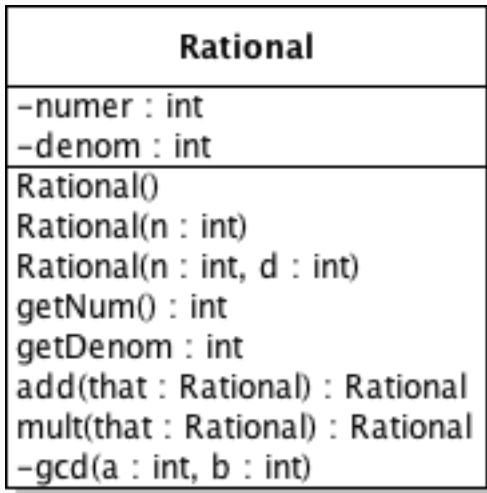 Rational
-numer : int
-denom : int
Rational()
Rational(n : int)
Rational(n : int, d : int)
getNum() : int
getDenom : int
add(that : Rational) : Rational
mult(that : Rational) : Rational
-gcd(a : int, b : int)